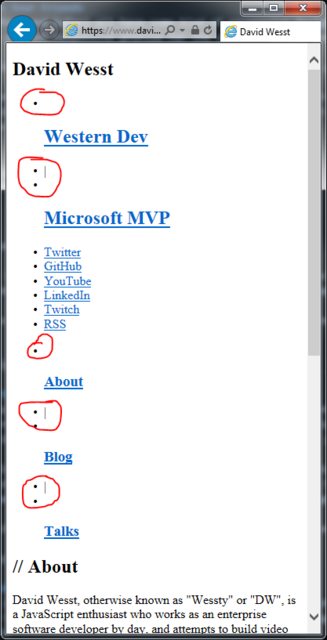 https://www.davi...
David Wesst
David Wesst
•
Western Dev
• |
•
Microsoft MVP
• Twitter
• GitHub
• YouTube
• LinkedIn
• Twitch
• RSS
•
About
• |
•
Blog
• |
•
Talks
// About
David Wesst, otherwise known as "Wessty" or "DW", is
a JavaScript enthusiast who works as an enterprise
software developer by day, and attempts to build video